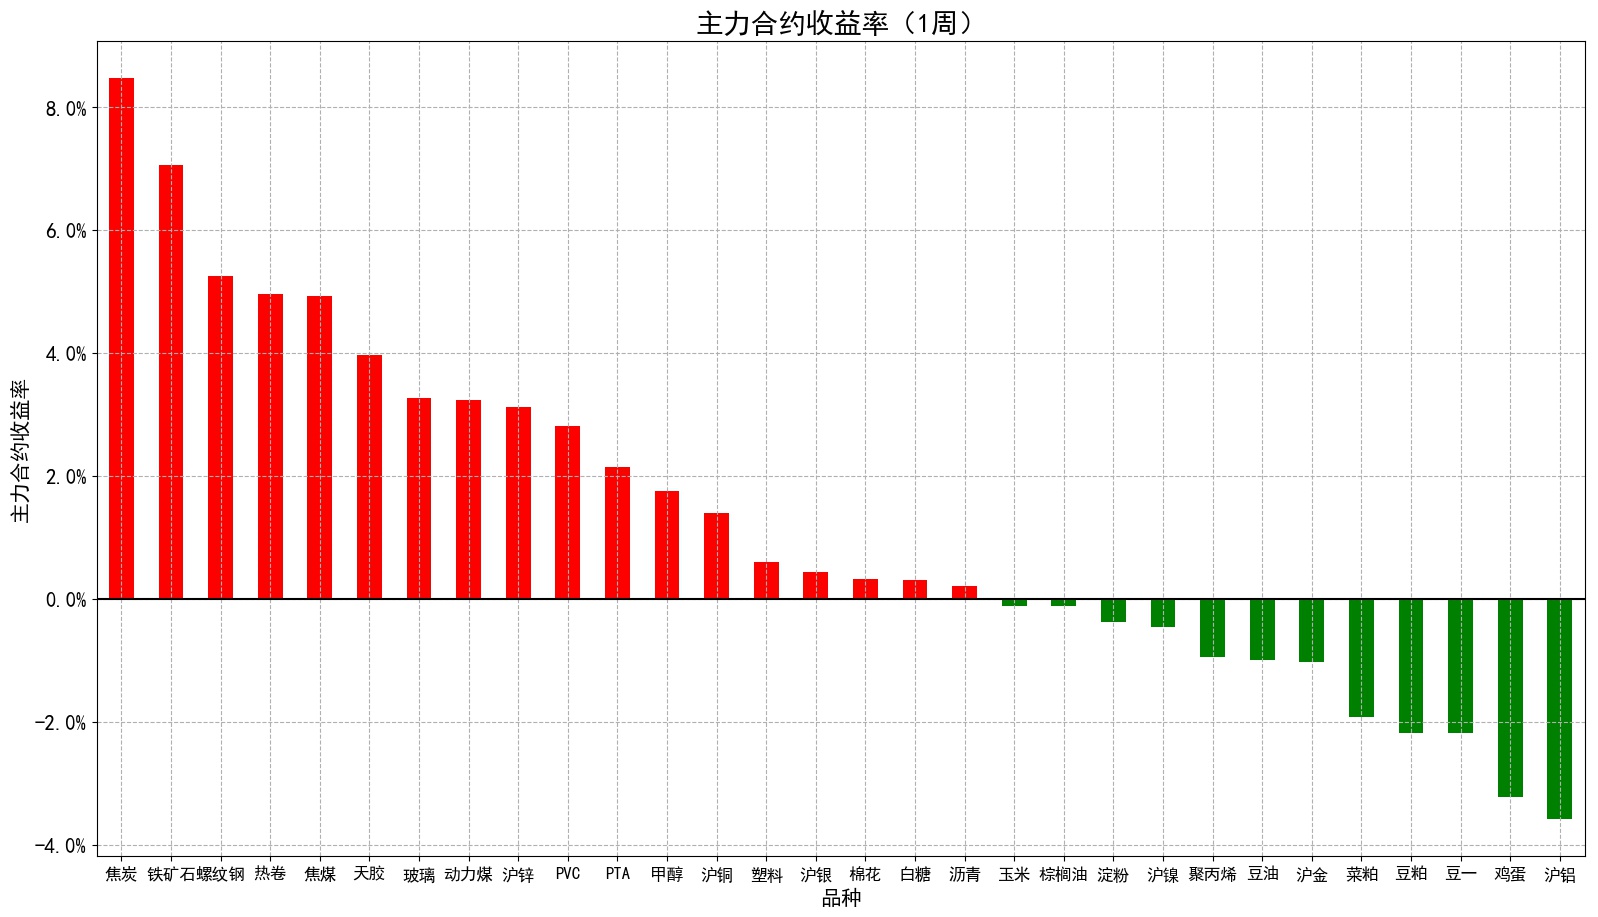 主力合约收益率（1周）
8.0%
6.0%
4.0%
2.0%
0.0%
−2.0%
−4.0%
主力合约收益率
焦炭 铁矿石 螺纹钢 热卷 焦煤 天胶 玻璃 动力煤 沪锌 PVC PTA 甲醇 沪铜 塑料 沪银 棉花 白糖 沥青 玉米 棕榈油 淀粉 沪镍 聚丙烯 豆油 沪金 菜粕 豆粕 豆一 鸡蛋 沪铝
品种